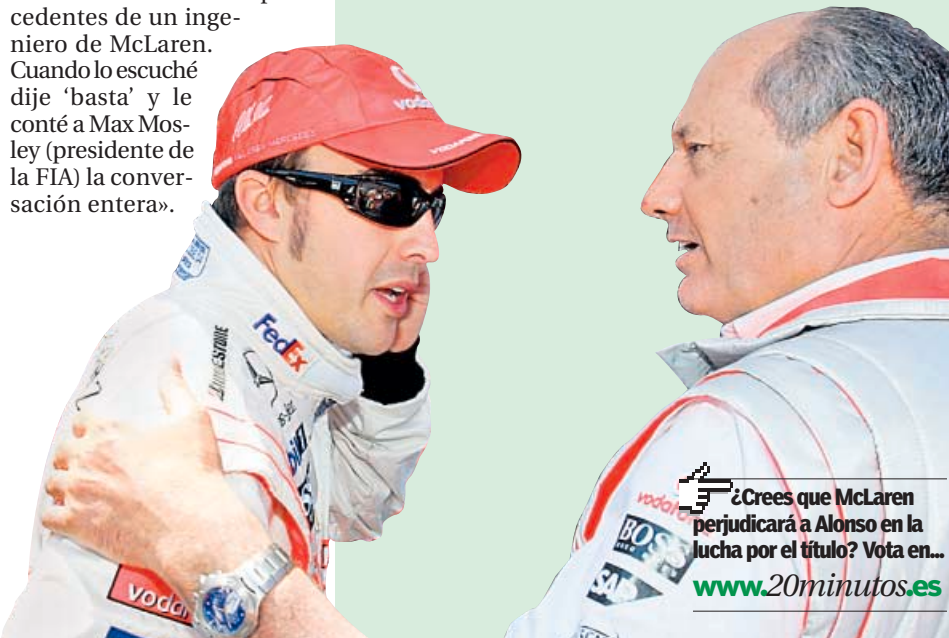 cedentes de un inge-
niero de McLaren.
Cuando lo escuché
dije ‘basta’ y le
conté a Max Mos-
ley (presidente de
la FIA) la conver-
sación entera».
vodafone
FedEx
BOSS
SAP
¿Crees que McLaren
perjudicará a Alonso en la
lucha por el título? Vota en...
www.20minutos.es